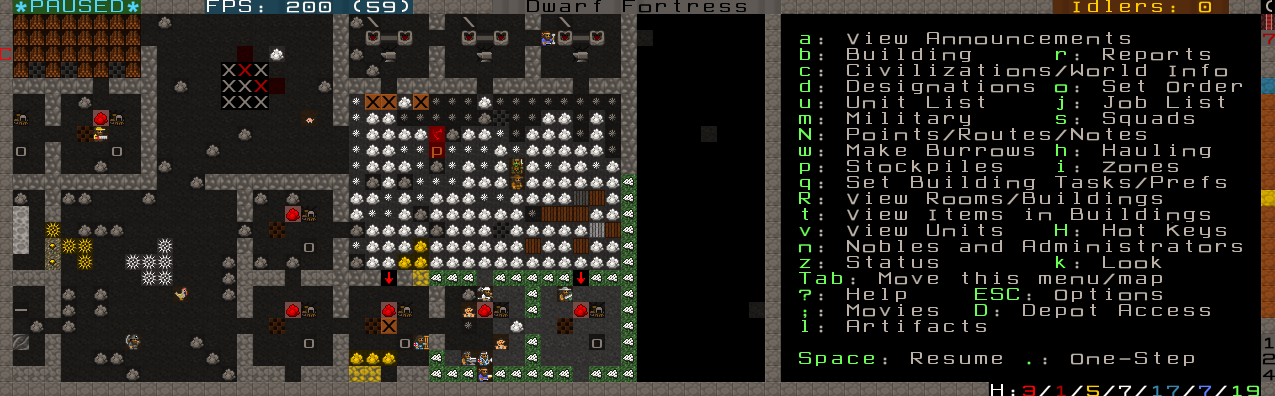 *PAUSED* FPS: 200 (59) Dwarf Fortress Idlers: 0
a: View Announcements
b: Building r: Reports
c: Civilizations/World Info
d: Designations o: Set Order
u: Unit List j: Job List
m: Military s: Squads
N: Points/Routes/Notes
w: Make Burrows h: Hauling
p: Stockpiles i: Zones
q: Set Building Tasks/Prefs
R: View Rooms/Buildings
t: View Items in Buildings
v: View Units H: Hot Keys
n: Nobles and Administrators
z: Status k: Look
Tab: Move this menu/map
?: Help ESC: Options
;: Movies D: Depot Access
l: Artifacts
Space: Resume .: One-Step
H:3/1/5/7/17/7/19